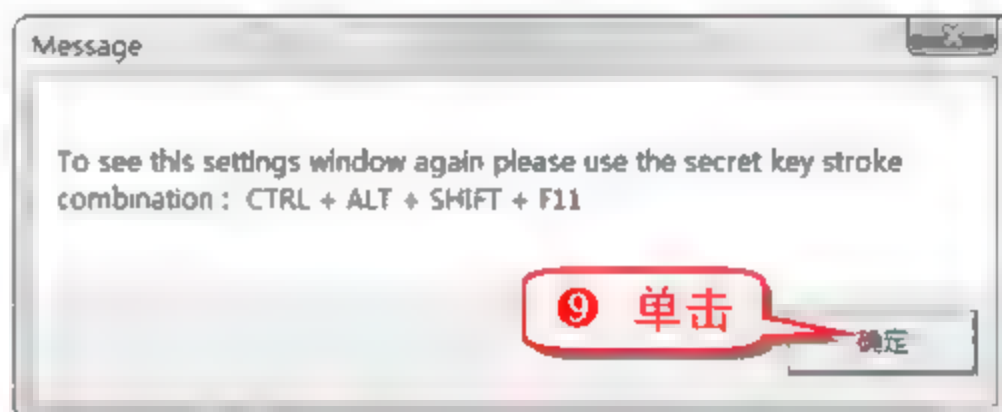 Message
To see this settings window again please use the secret key stroke
combination : CTRL + ALT + SHIFT + F11
❾ 单击
确定